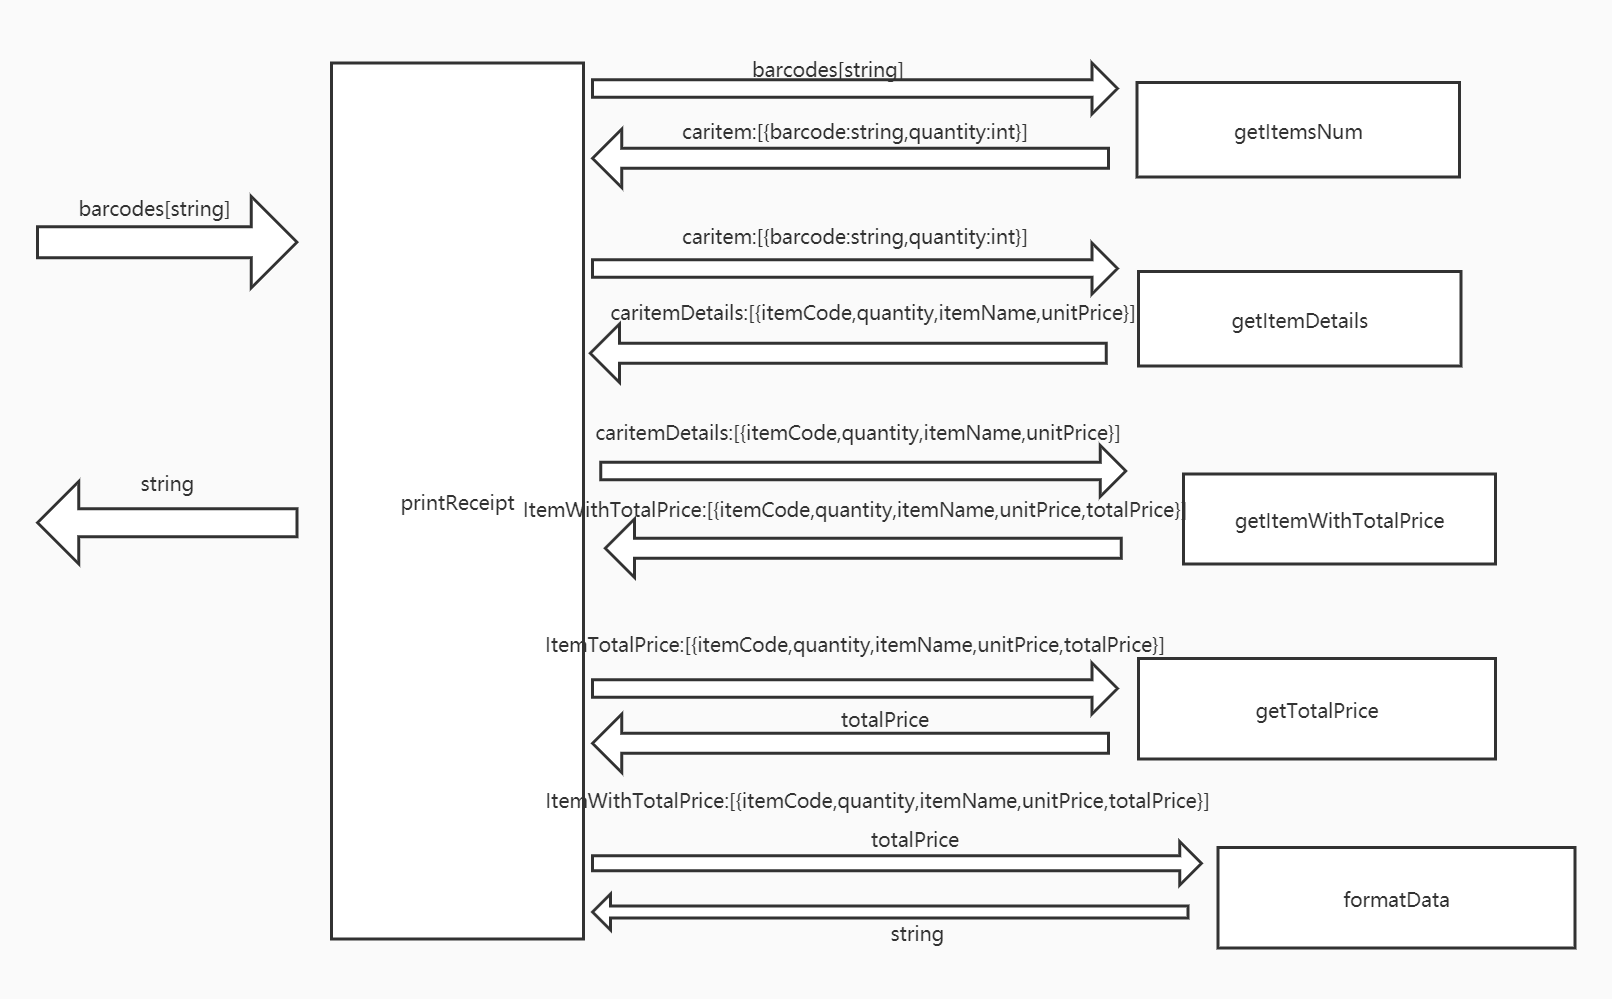 barcodes[string]
string
printReceipt
barcodes[string]
caritem:[{barcode:string,quantity:int}]
getItemsNum
caritem:[{barcode:string,quantity:int}]
caritemDetails:[{itemCode,quantity,itemName,unitPrice}]
getItemDetails
caritemDetails:[{itemCode,quantity,itemName,unitPrice}]
ItemWithTotalPrice:[{itemCode,quantity,itemName,unitPrice,totalPrice}]
getItemWithTotalPrice
ItemTotalPrice:[{itemCode,quantity,itemName,unitPrice,totalPrice}]
totalPrice
getTotalPrice
ItemWithTotalPrice:[{itemCode,quantity,itemName,unitPrice,totalPrice}]
totalPrice
string
formatData